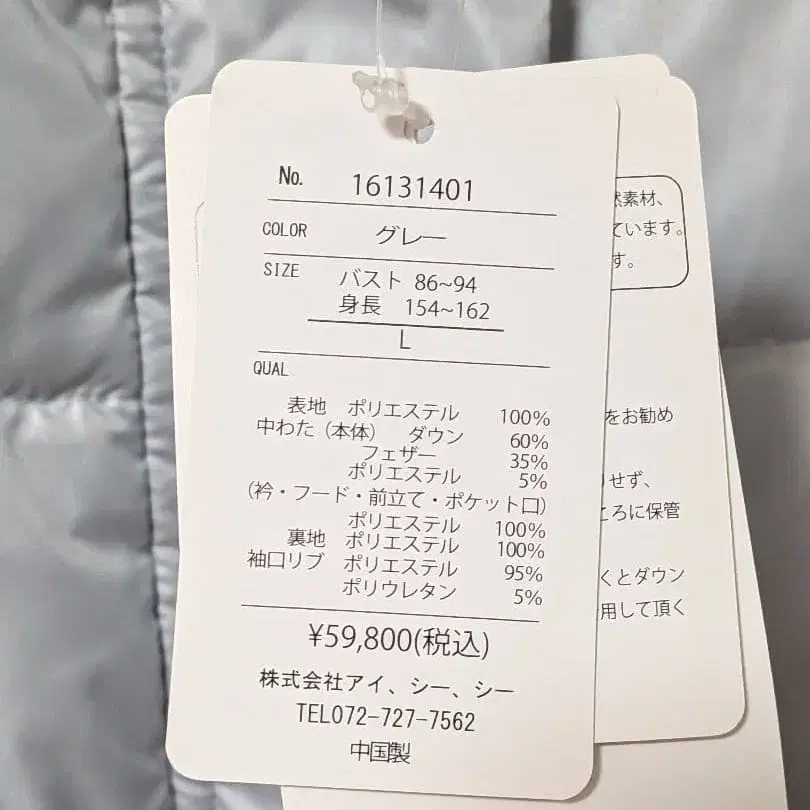 No. 16131401
COLOR グレー
SIZE バスト 86~94
身長 154~162
L
QUAL
表地 ポリエステル 100%
中わた（本体） ダウン 60%
フェザー 35%
ポリエステル 5%
（衿・フード・前立て・ポケット口）
ポリエステル 100%
裏地 ポリエステル 100%
袖口リブ ポリエステル 95%
ポリウレタン 5%
¥59,800(税込)
株式会社アイ、シー、シー
TEL072-727-7562
中国製
然素材、
ています。
す。
をお勧め
りせず、
ころに保管
くとダウン
用して頂く